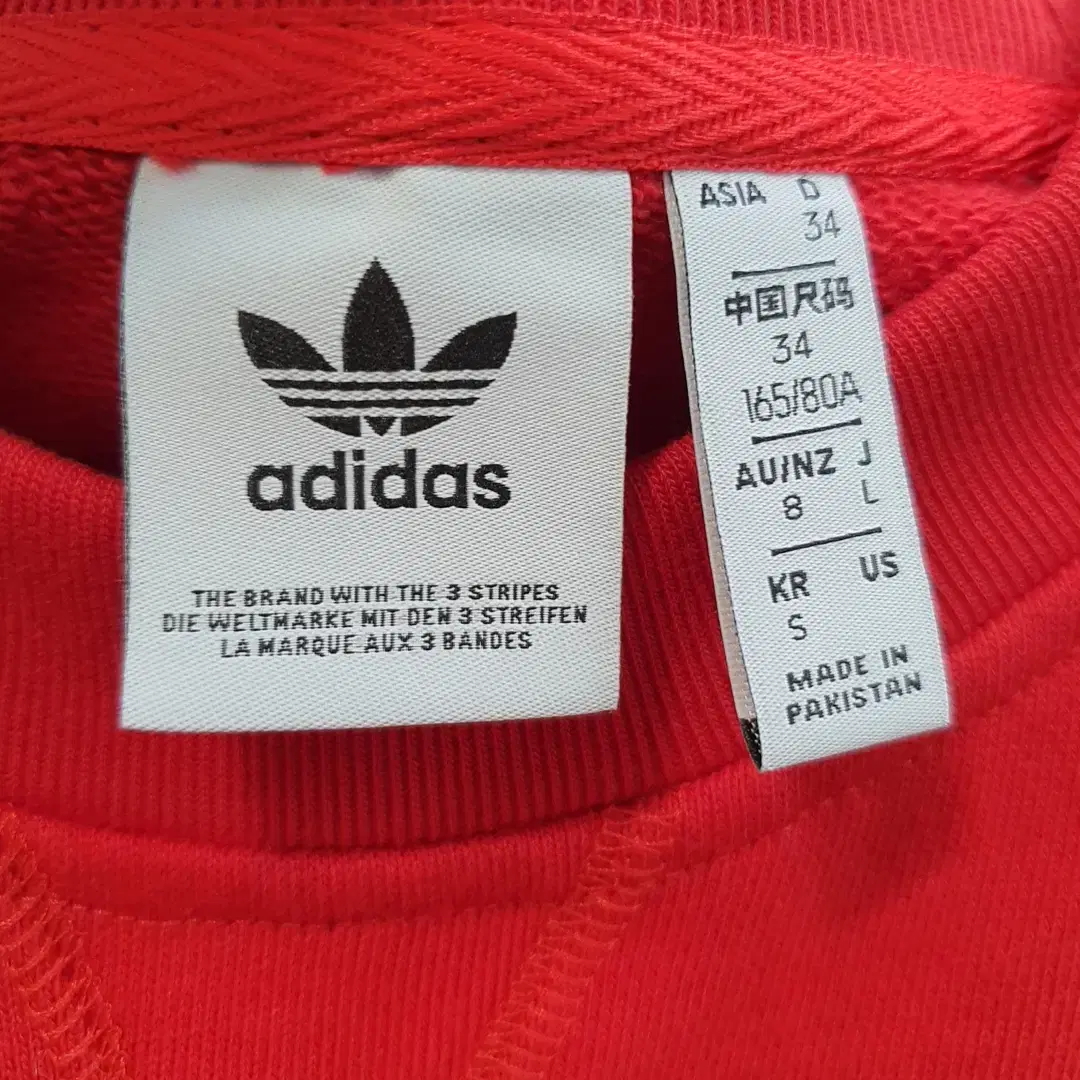 adidas
THE BRAND WITH THE 3 STRIPES
DIE WELTMARKE MIT DEN 3 STREIFEN
LA MARQUE AUX 3 BANDES
ASIA D
34
中国尺码
34
165/80A
AU/NZ J
8 L
KR US
S
MADE IN
PAKISTAN